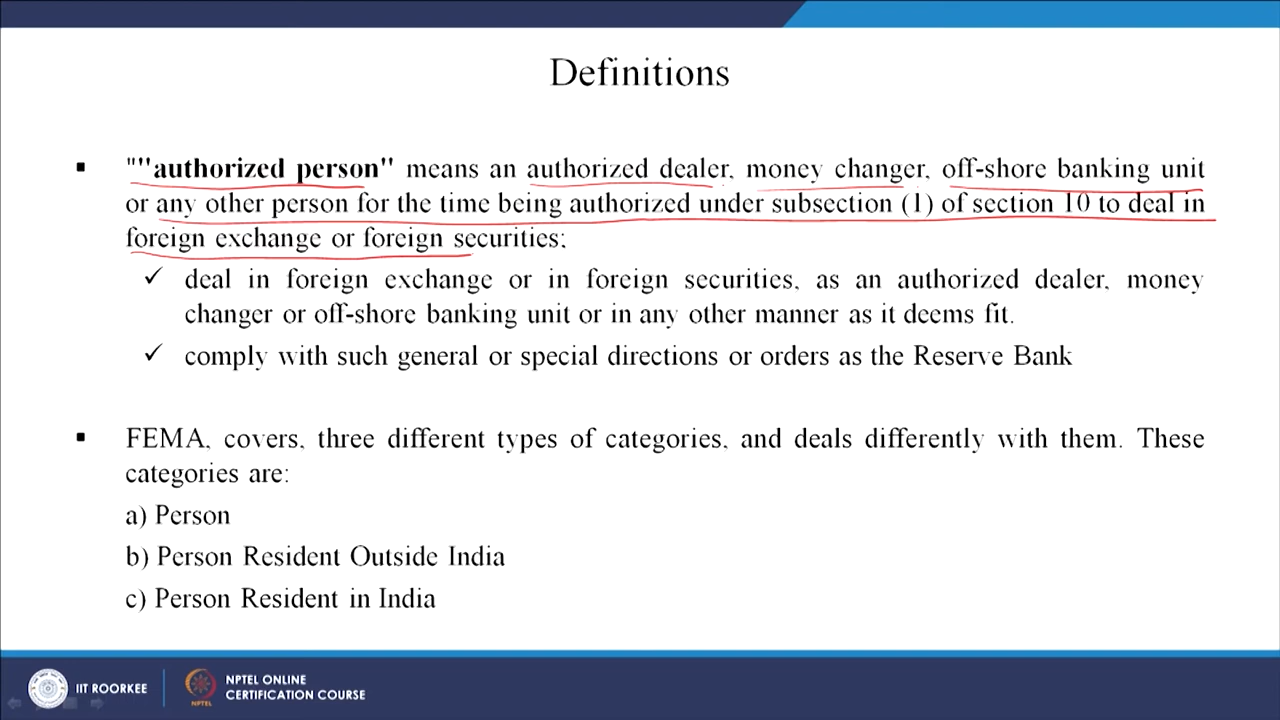 Definitions
▪ "''authorized person'' means an authorized dealer, money changer, off-shore banking unit
or any other person for the time being authorized under subsection (1) of section 10 to deal in
foreign exchange or foreign securities;
✓ deal in foreign exchange or in foreign securities, as an authorized dealer, money
changer or off-shore banking unit or in any other manner as it deems fit.
✓ comply with such general or special directions or orders as the Reserve Bank
▪ FEMA, covers, three different types of categories, and deals differently with them. These
categories are:
a) Person
b) Person Resident Outside India
c) Person Resident in India
IIT ROORKEE
NPTEL
NPTEL ONLINE
CERTIFICATION COURSE